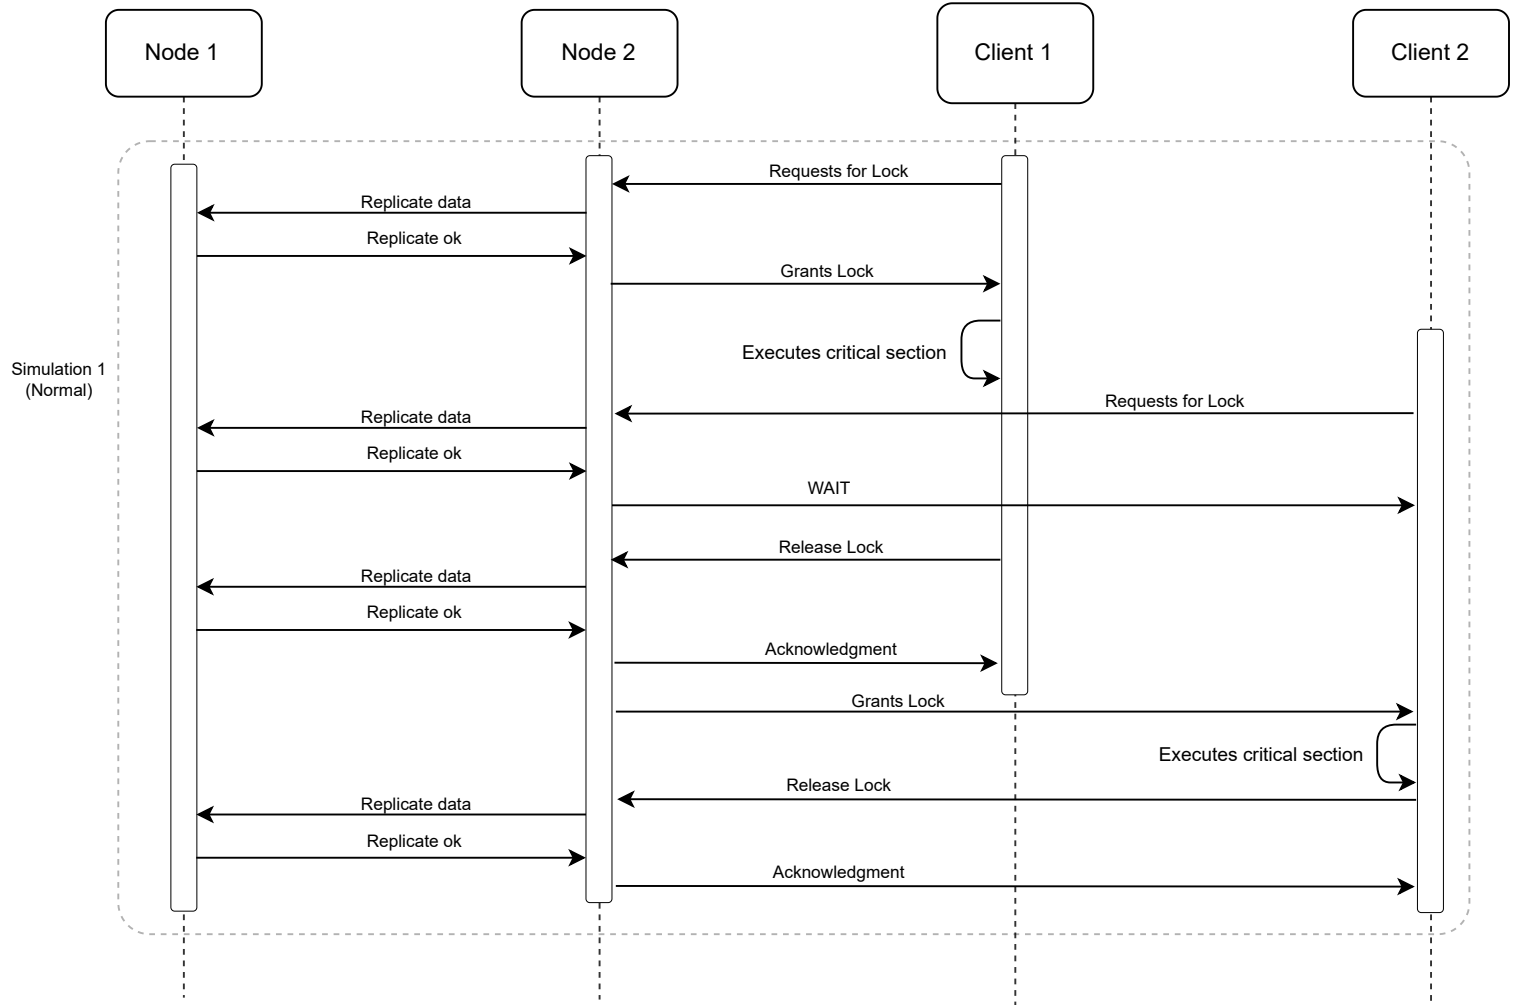 Node 1
Node 2
Client 1
Client 2
Requests for Lock
Replicate data
Replicate ok
Grants Lock
Executes critical section
Simulation 1
(Normal)
Requests for Lock
Replicate data
Replicate ok
WAIT
Release Lock
Replicate data
Replicate ok
Acknowledgment
Grants Lock
Executes critical section
Release Lock
Replicate data
Replicate ok
Acknowledgment